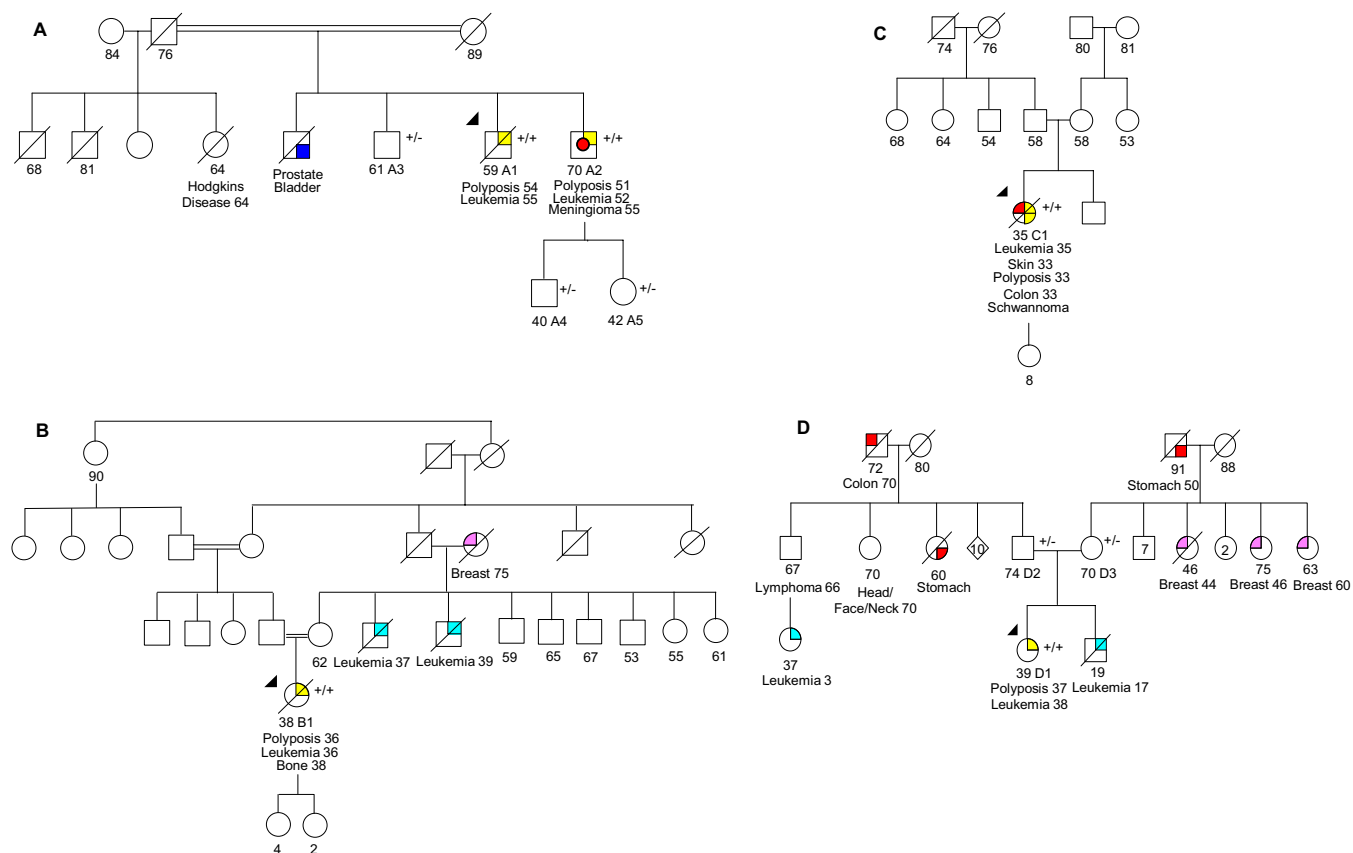 A
84
76
89
+/-
+/+
+/+
68
81
64
Hodgkins
Disease 64
Prostate
Bladder
61 A3
59 A1
Polyposis 54
Leukemia 55
70 A2
Polyposis 51
Leukemia 52
Meningioma 55
+/-
+/-
40 A4
42 A5
C
74
76
80
81
68
64
54
58
58
53
+/+
35 C1
Leukemia 35
Skin 33
Polyposis 33
Colon 33
Schwannoma
8
B
90
Breast 75
62
Leukemia 37
Leukemia 39
59
65
67
53
55
61
+/+
38 B1
Polyposis 36
Leukemia 36
Bone 38
4
2
D
72
Colon 70
80
91
Stomach 50
88
67
Lymphoma 66
70
Head/
Face/Neck 70
60
Stomach
10
+/-
74 D2
+/-
70 D3
7
46
Breast 44
2
75
Breast 46
63
Breast 60
37
Leukemia 3
+/+
39 D1
Polyposis 37
Leukemia 38
19
Leukemia 17